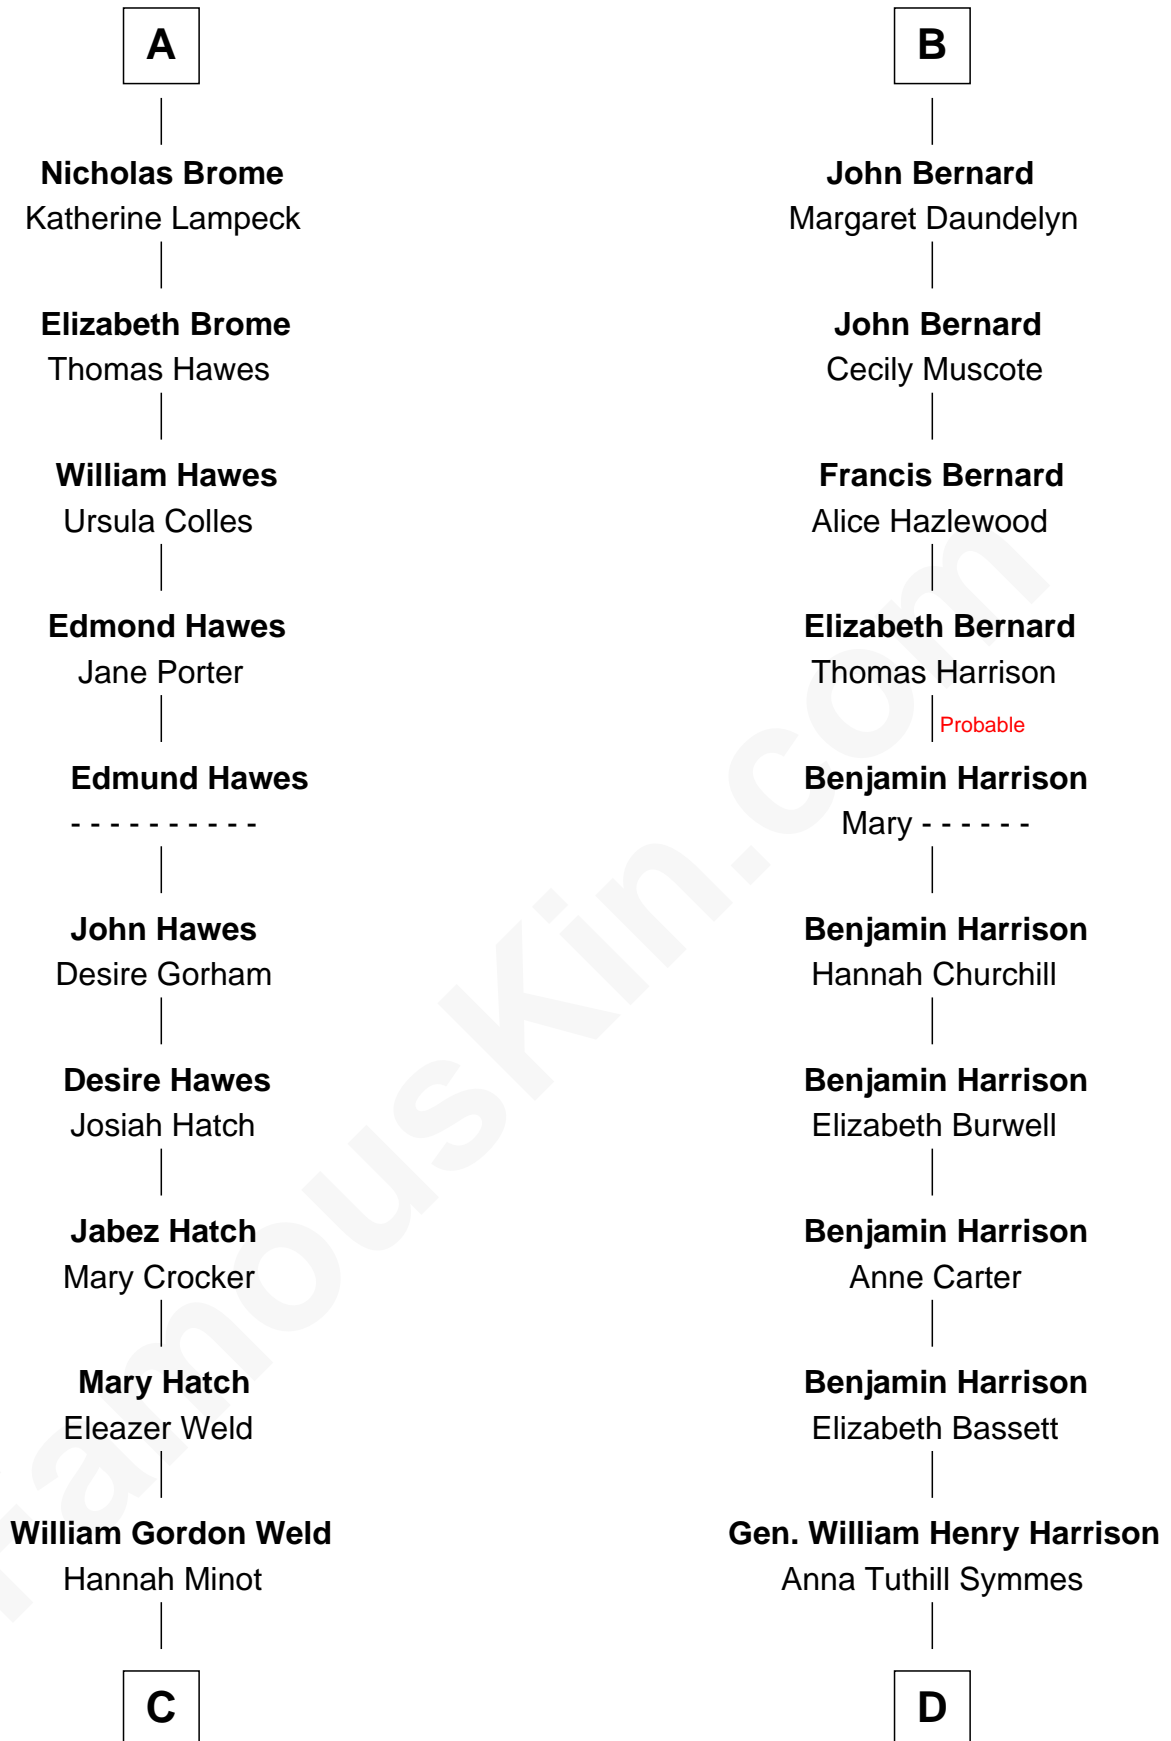 A
Nicholas Brome
Katherine Lampeck
Elizabeth Brome
Thomas Hawes
William Hawes
Ursula Colles
Edmond Hawes
Jane Porter
Edmund Hawes
- - - - - - - - - -
John Hawes
Desire Gorham
Desire Hawes
Josiah Hatch
Jabez Hatch
Mary Crocker
Mary Hatch
Eleazer Weld
William Gordon Weld
Hannah Minot
C
B
John Bernard
Margaret Daundelyn
John Bernard
Cecily Muscote
Francis Bernard
Alice Hazlewood
Elizabeth Bernard
Thomas Harrison
Probable
Benjamin Harrison
Mary - - - - - -
Benjamin Harrison
Hannah Churchill
Benjamin Harrison
Elizabeth Burwell
Benjamin Harrison
Anne Carter
Benjamin Harrison
Elizabeth Bassett
Gen. William Henry Harrison
Anna Tuthill Symmes
D
FamousKin.com